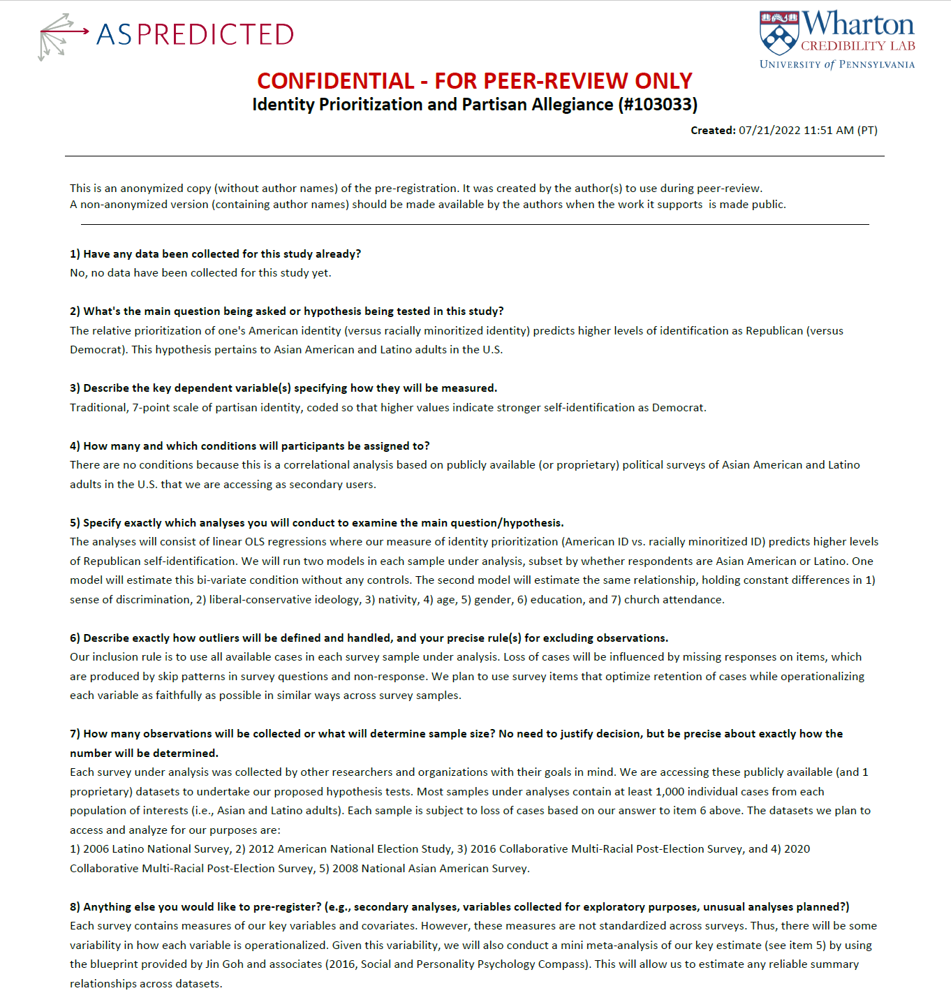 ASPREDICTED
Wharton
CREDIBILITY LAB
UNIVERSITY of PENNSYLVANIA
CONFIDENTIAL - FOR PEER-REVIEW ONLY
Identity Prioritization and Partisan Allegiance (#103033)
Created: 07/21/2022 11:51 AM (PT)
This is an anonymized copy (without author names) of the pre-registration. It was created by the author(s) to use during peer-review.
A non-anonymized version (containing author names) should be made available by the authors when the work it supports is made public.
1) Have any data been collected for this study already?
No, no data have been collected for this study yet.
2) What's the main question being asked or hypothesis being tested in this study?
The relative prioritization of one's American identity (versus racially minoritized identity) predicts higher levels of identification as Republican (versus
Democrat). This hypothesis pertains to Asian American and Latino adults in the U.S.
3) Describe the key dependent variable(s) specifying how they will be measured.
Traditional, 7-point scale of partisan identity, coded so that higher values indicate stronger self-identification as Democrat.
4) How many and which conditions will participants be assigned to?
There are no conditions because this is a correlational analysis based on publicly available (or proprietary) political surveys of Asian American and Latino
adults in the U.S. that we are accessing as secondary users.
5) Specify exactly which analyses you will conduct to examine the main question/hypothesis.
The analyses will consist of linear OLS regressions where our measure of identity prioritization (American ID vs. racially minoritized ID) predicts higher levels
of Republican self-identification. We will run two models in each sample under analysis, subset by whether respondents are Asian American or Latino. One
model will estimate this bi-variate condition without any controls. The second model will estimate the same relationship, holding constant differences in 1)
sense of discrimination, 2) liberal-conservative ideology, 3) nativity, 4) age, 5) gender, 6) education, and 7) church attendance.
6) Describe exactly how outliers will be defined and handled, and your precise rule(s) for excluding observations.
Our inclusion rule is to use all available cases in each survey sample under analysis. Loss of cases will be influenced by missing responses on items, which
are produced by skip patterns in survey questions and non-response. We plan to use survey items that optimize retention of cases while operationalizing
each variable as faithfully as possible in similar ways across survey samples.
7) How many observations will be collected or what will determine sample size? No need to justify decision, but be precise about exactly how the
number will be determined.
Each survey under analysis was collected by other researchers and organizations with their goals in mind. We are accessing these publicly available (and 1
proprietary) datasets to undertake our proposed hypothesis tests. Most samples under analyses contain at least 1,000 individual cases from each
population of interests (i.e., Asian and Latino adults). Each sample is subject to loss of cases based on our answer to item 6 above. The datasets we plan to
access and analyze for our purposes are:
1) 2006 Latino National Survey, 2) 2012 American National Election Study, 3) 2016 Collaborative Multi-Racial Post-Election Survey, and 4) 2020
Collaborative Multi-Racial Post-Election Survey, 5) 2008 National Asian American Survey.
8) Anything else you would like to pre-register? (e.g., secondary analyses, variables collected for exploratory purposes, unusual analyses planned?)
Each survey contains measures of our key variables and covariates. However, these measures are not standardized across surveys. Thus, there will be some
variability in how each variable is operationalized. Given this variability, we will also conduct a mini meta-analysis of our key estimate (see item 5) by using
the blueprint provided by Jin Goh and associates (2016, Social and Personality Psychology Compass). This will allow us to estimate any reliable summary
relationships across datasets.